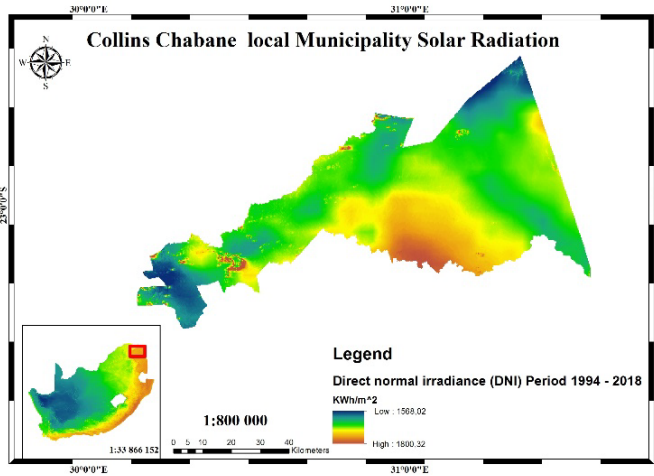 30°0'0"E 31°0'0"E
Collins Chabane local Municipality Solar Radiation
N
W E
S
23°0'0"S
Legend
Direct normal irradiance (DNI) Period 1994 - 2018
KWh/m^2
Low : 1568.02
High : 1800.32
1:800 000
0 5 10 20 30 40
Kilometers
1:33 866 152
30°0'0"E 31°0'0"E